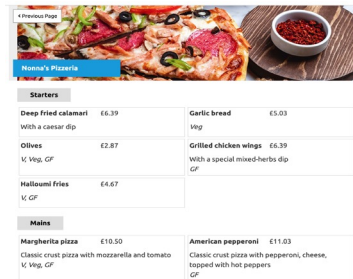 Previous Page
Nonna's Pizzeria
Starters
Deep fried calamari £6.39
With a caesar dip
Garlic bread £5.03
Veg
Olives £2.87
V, Veg, GF
Grilled chicken wings £6.39
With a special mixed-herbs dip
GF
Halloumi fries £4.67
V, GF
Mains
Margherita pizza £10.50
Classic crust pizza with mozzarella and tomato
V, Veg, GF
American pepperoni £11.03
Classic crust pizza with pepperoni, cheese,
topped with hot peppers
GF